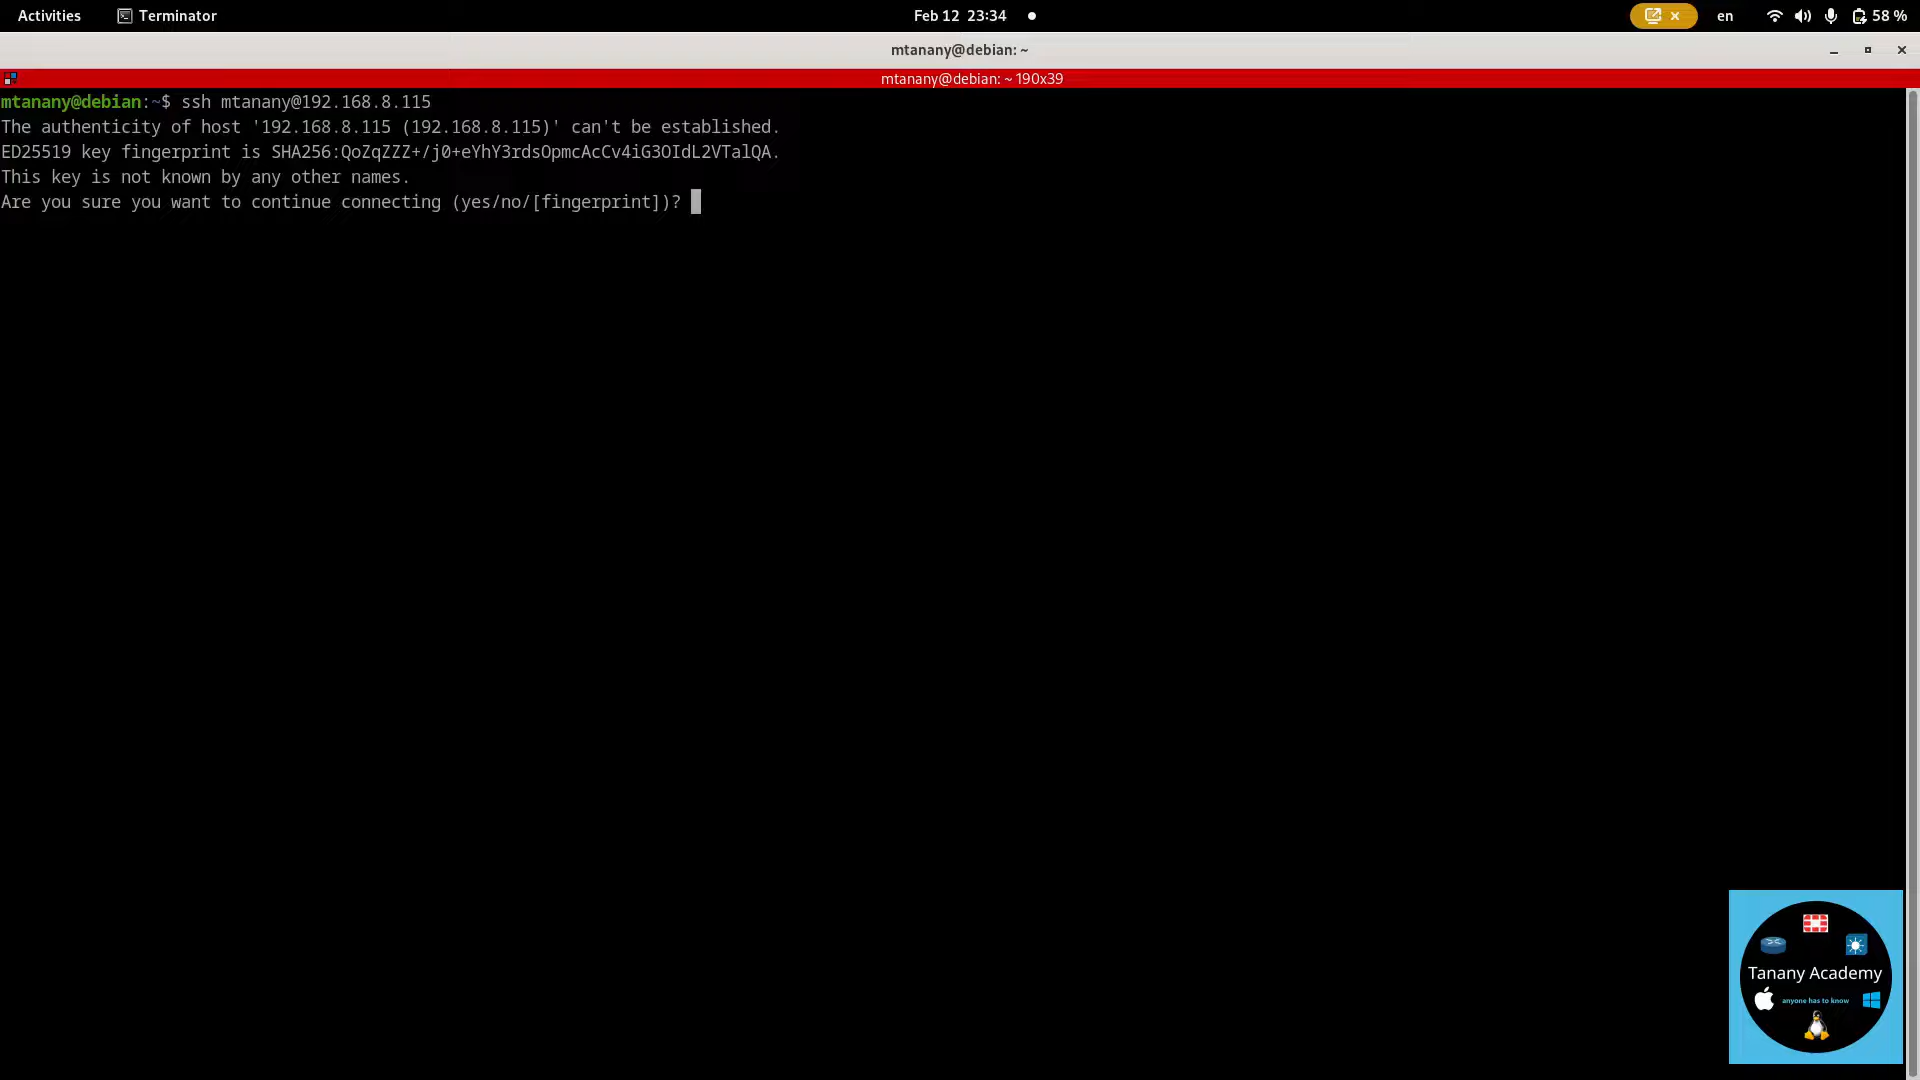 Activities Terminator Feb 12 23:34 en 58 %
mtanany@debian: ~
mtanany@debian: ~ 190x39
mtanany@debian:~$ ssh mtanany@192.168.8.115
The authenticity of host '192.168.8.115 (192.168.8.115)' can't be established.
ED25519 key fingerprint is SHA256:QoZqZZZ+/j0+eYhY3rdsOpmcAcCv4iG3OIdL2VTalQA.
This key is not known by any other names.
Are you sure you want to continue connecting (yes/no/[fingerprint])?
Tanany Academy
anyone has to know